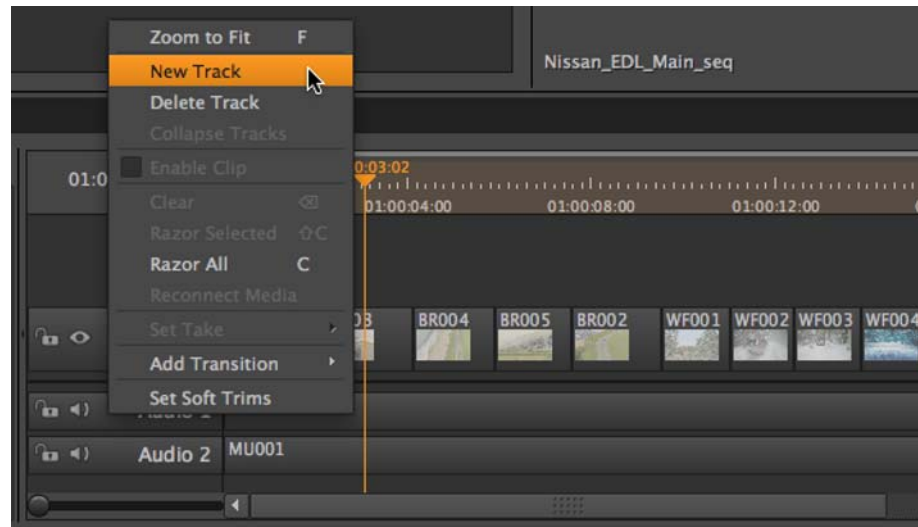 Zoom to Fit F
New Track
Delete Track
Collapse Tracks
Enable Clip
Clear ⌫
Razor Selected ⇧C
Razor All C
Reconnect Media
Set Take
Add Transition
Set Soft Trims
Nissan_EDL_Main_seq
01:0
0:03:02
01:00:04:00 01:00:08:00 01:00:12:00
03 BR004 BR005 BR002 WF001 WF002 WF003 WF004
Audio 2 MU001